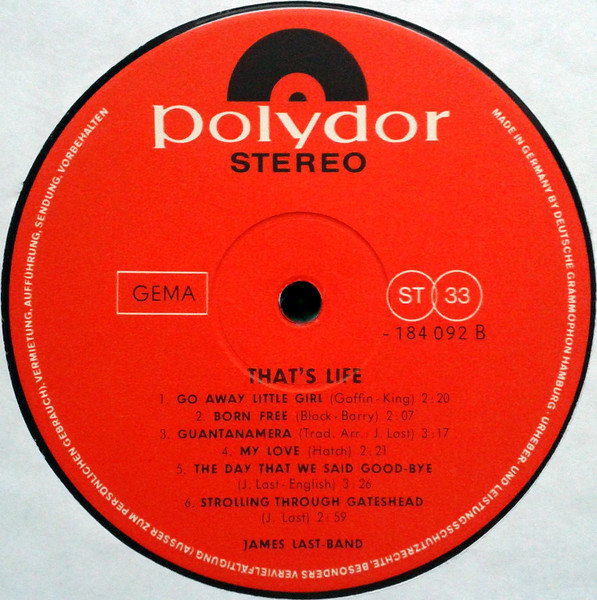 polydor
STEREO
GEMA
ST 33
-184 092 B
THAT'S LIFE
1. GO AWAY LITTLE GIRL (Goffin-King) 2:20
2. BORN FREE (Black-Barry) 2:07
3. GUANTANAMERA (Trad. Arr.: J. Last) 3:17
4. MY LOVE (Hatch) 2:21
5. THE DAY THAT WE SAID GOOD-BYE
(J. Last-English) 3:26
6. STROLLING THROUGH GATESHEAD
(J. Last) 2:59
JAMES LAST-BAND
MADE IN GERMANY BY DEUTSCHE GRAMMOPHON HAMBURG. URHEBER- UND LEISTUNGSSCHUTZRECHTE, BESONDERS VERVIELFÄLTIGUNG (AUSSER ZUM PERSÖNLICHEN GEBRAUCH), VERMIETUNG, AUFFÜHRUNG, SENDUNG, VORBEHALTEN